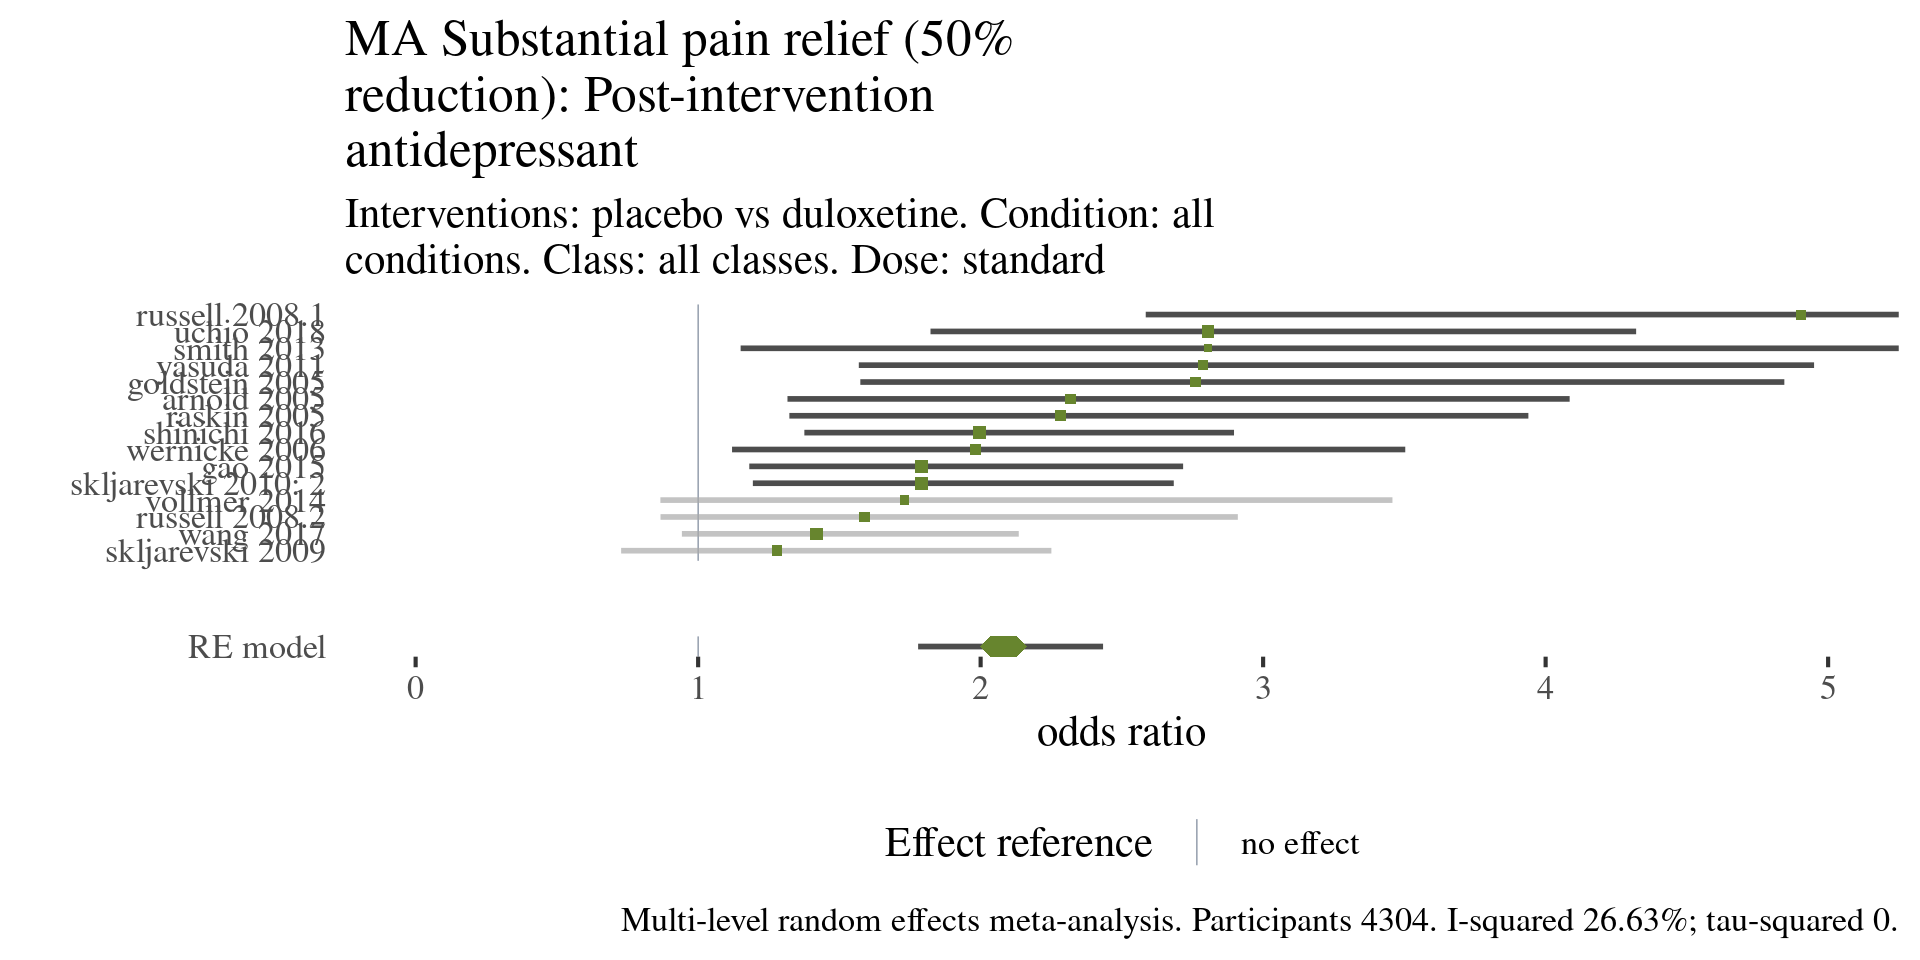 MA Substantial pain relief (50%
reduction): Post-intervention
antidepressant
Interventions: placebo vs duloxetine. Condition: all
conditions. Class: all classes. Dose: standard
russell 2008.1
uchio 2018
smith 2013
yasuda 2011
goldstein 2005
arnold 2005
raskin 2005
shinichi 2016
wernicke 2006
gao 2015
skljarevski 2010. 2
vollmer 2014
russell 2008.2
wang 2017
skljarevski 2009
RE model
0 1 2 3 4 5
odds ratio
Effect reference no effect
Multi-level random effects meta-analysis. Participants 4304. I-squared 26.63%; tau-squared 0.